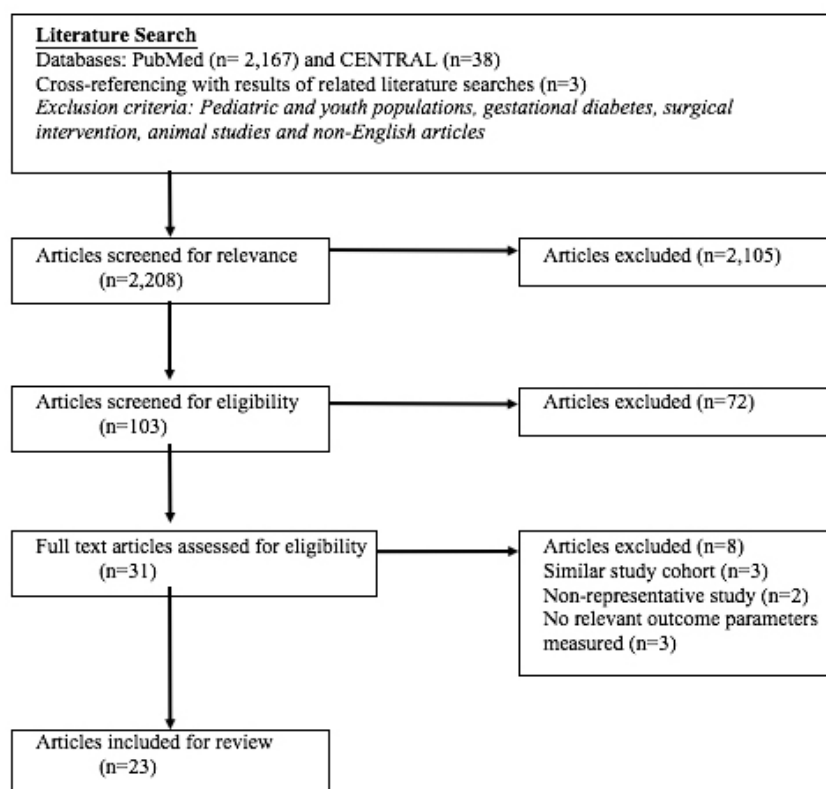 Literature Search
Databases: PubMed (n= 2,167) and CENTRAL (n=38)
Cross-referencing with results of related literature searches (n=3)
Exclusion criteria: Pediatric and youth populations, gestational diabetes, surgical
intervention, animal studies and non-English articles
Articles screened for relevance
(n=2,208)
Articles excluded (n=2,105)
Articles screened for eligibility
(n=103)
Articles excluded (n=72)
Full text articles assessed for eligibility
(n=31)
Articles excluded (n=8)
Similar study cohort (n=3)
Non-representative study (n=2)
No relevant outcome parameters
measured (n=3)
Articles included for review
(n=23)